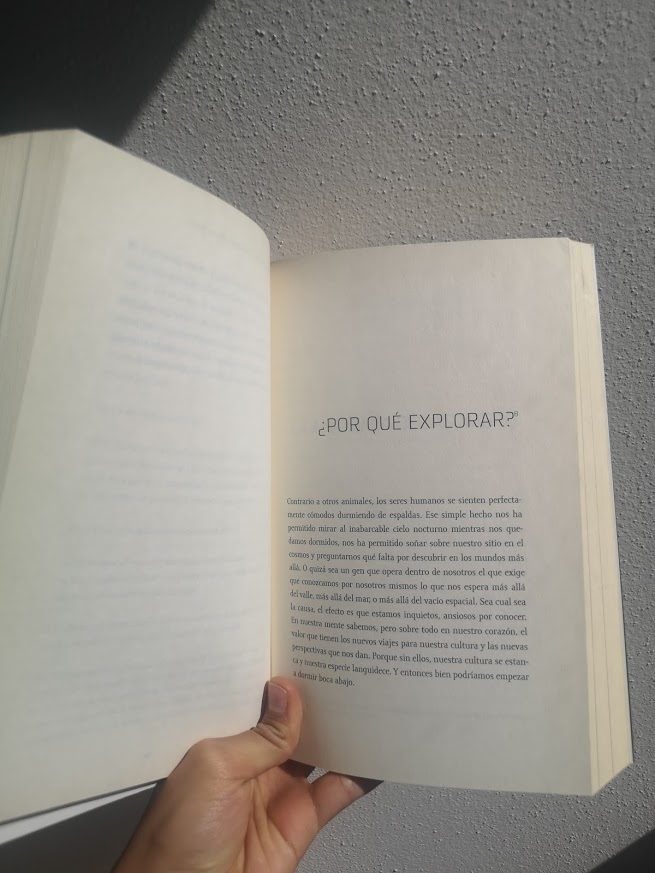 ¿POR QUÉ EXPLORAR?⁸
Contrario a otros animales, los seres humanos se sienten perfecta-
mente cómodos durmiendo de espaldas. Ese simple hecho nos ha
permitido mirar al inabarcable cielo nocturno mientras nos que-
damos dormidos, nos ha permitido soñar sobre nuestro sitio en el
cosmos y preguntarnos qué falta por descubrir en los mundos más
allá. O quizá sea un gen que opera dentro de nosotros el que exige
que conozcamos por nosotros mismos lo que nos espera más allá
del valle, más allá del mar, o más allá del vacío espacial. Sea cual sea
la causa, el efecto es que estamos inquietos, ansiosos por conocer.
En nuestra mente sabemos, pero sobre todo en nuestro corazón, el
valor que tienen los nuevos viajes para nuestra cultura y las nuevas
perspectivas que nos dan. Porque sin ellos, nuestra cultura se estan-
ca y nuestra especie languidece. Y entonces bien podríamos empezar
a dormir boca abajo.